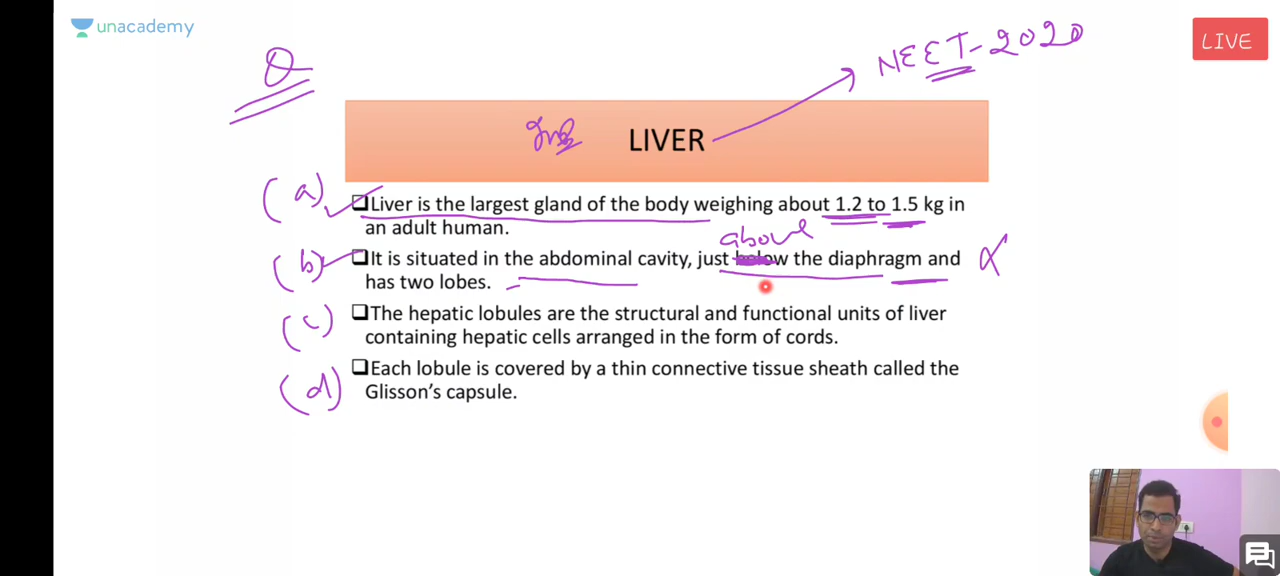 unacademy
LIVE
Q
NEET-2020
Imb LIVER
(a) Liver is the largest gland of the body weighing about 1.2 to 1.5 kg in
an adult human.
above
(b) It is situated in the abdominal cavity, just below the diaphragm and
has two lobes.
(c) The hepatic lobules are the structural and functional units of liver
containing hepatic cells arranged in the form of cords.
(d) Each lobule is covered by a thin connective tissue sheath called the
Glisson's capsule.